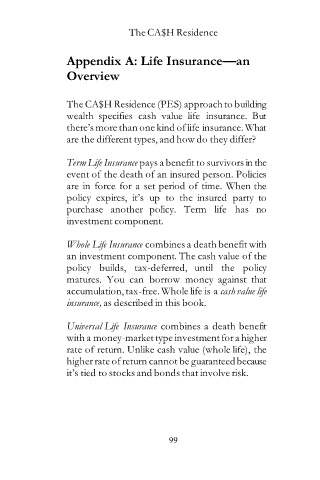 The CA$H Residence
Appendix A: Life Insurance—an
Overview
The CA$H Residence (PES) approach to building
wealth specifies cash value life insurance. But
there's more than one kind of life insurance. What
are the different types, and how do they differ?
Term Life Insurance pays a benefit to survivors in the
event of the death of an insured person. Policies
are in force for a set period of time. When the
policy expires, it's up to the insured party to
purchase another policy. Term life has no
investment component.
Whole Life Insurance combines a death benefit with
an investment component. The cash value of the
policy builds, tax-deferred, until the policy
matures. You can borrow money against that
accumulation, tax-free. Whole life is a cash value life
insurance, as described in this book.
Universal Life Insurance combines a death benefit
with a money-market type investment for a higher
rate of return. Unlike cash value (whole life), the
higher rate of return cannot be guaranteed because
it's tied to stocks and bonds that involve risk.
99